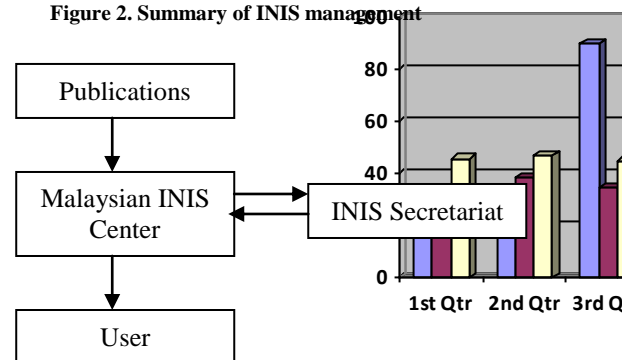 Figure 2. Summary of INIS management
Publications
Malaysian INIS
Center
INIS Secretariat
User
100
80
60
40
0
1st Qtr 2nd Qtr 3rd Q